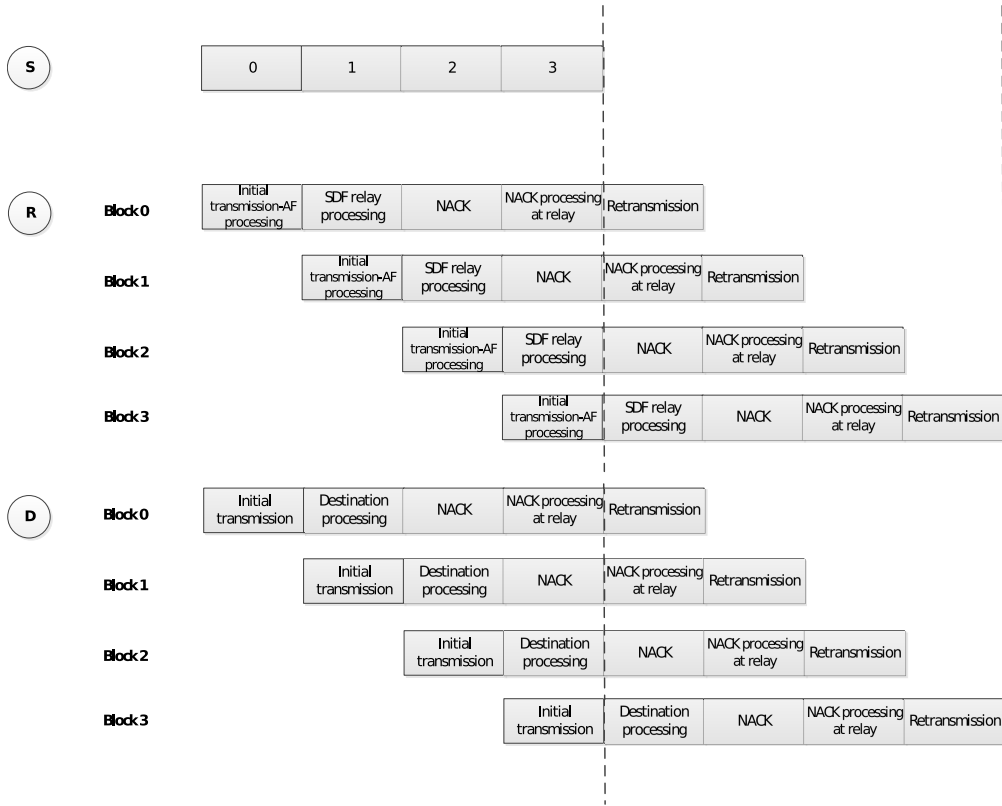 S
0 1 2 3
R
Block 0
Initial
transmission-AF
processing
SDF relay
processing
NACK
NACK processing
at relay
Retransmission
Block 1
Initial
transmission-AF
processing
SDF relay
processing
NACK
NACK processing
at relay
Retransmission
Block 2
Initial
transmission-AF
processing
SDF relay
processing
NACK
NACK processing
at relay
Retransmission
Block 3
Initial
transmission-AF
processing
SDF relay
processing
NACK
NACK processing
at relay
Retransmission
D
Block 0
Initial
transmission
Destination
processing
NACK
NACK processing
at relay
Retransmission
Block 1
Initial
transmission
Destination
processing
NACK
NACK processing
at relay
Retransmission
Block 2
Initial
transmission
Destination
processing
NACK
NACK processing
at relay
Retransmission
Block 3
Initial
transmission
Destination
processing
NACK
NACK processing
at relay
Retransmission